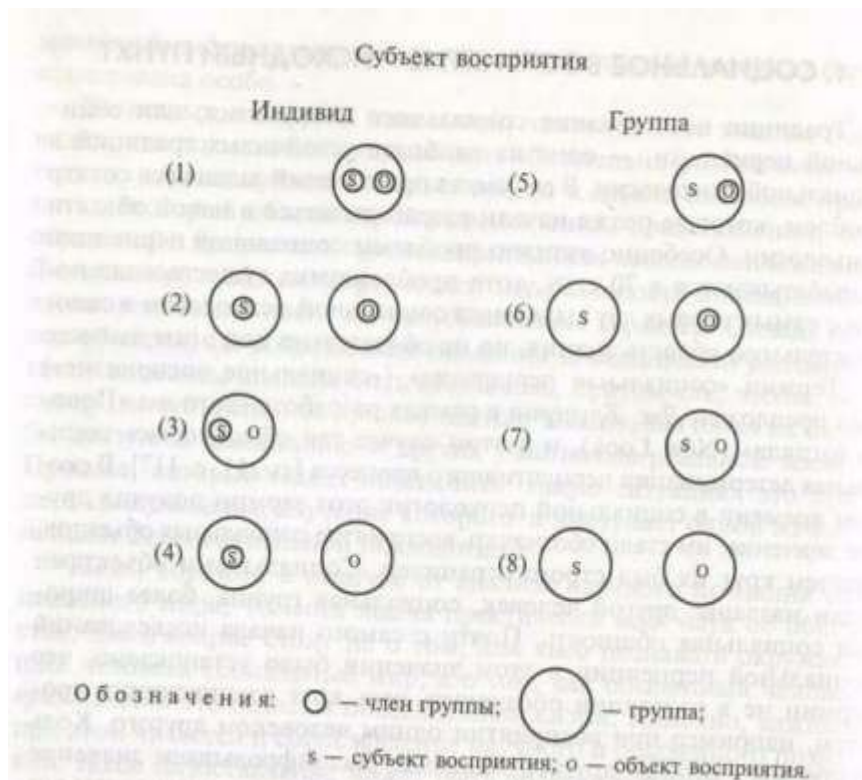 Субъект восприятия
Индивид Группа
(1) S O (5) S O
(2) S O (6) S O
(3) S O (7) S O
(4) S O (8) S O
Обозначения: — член группы; — группа;
s — субъект восприятия; о — объект восприятия.